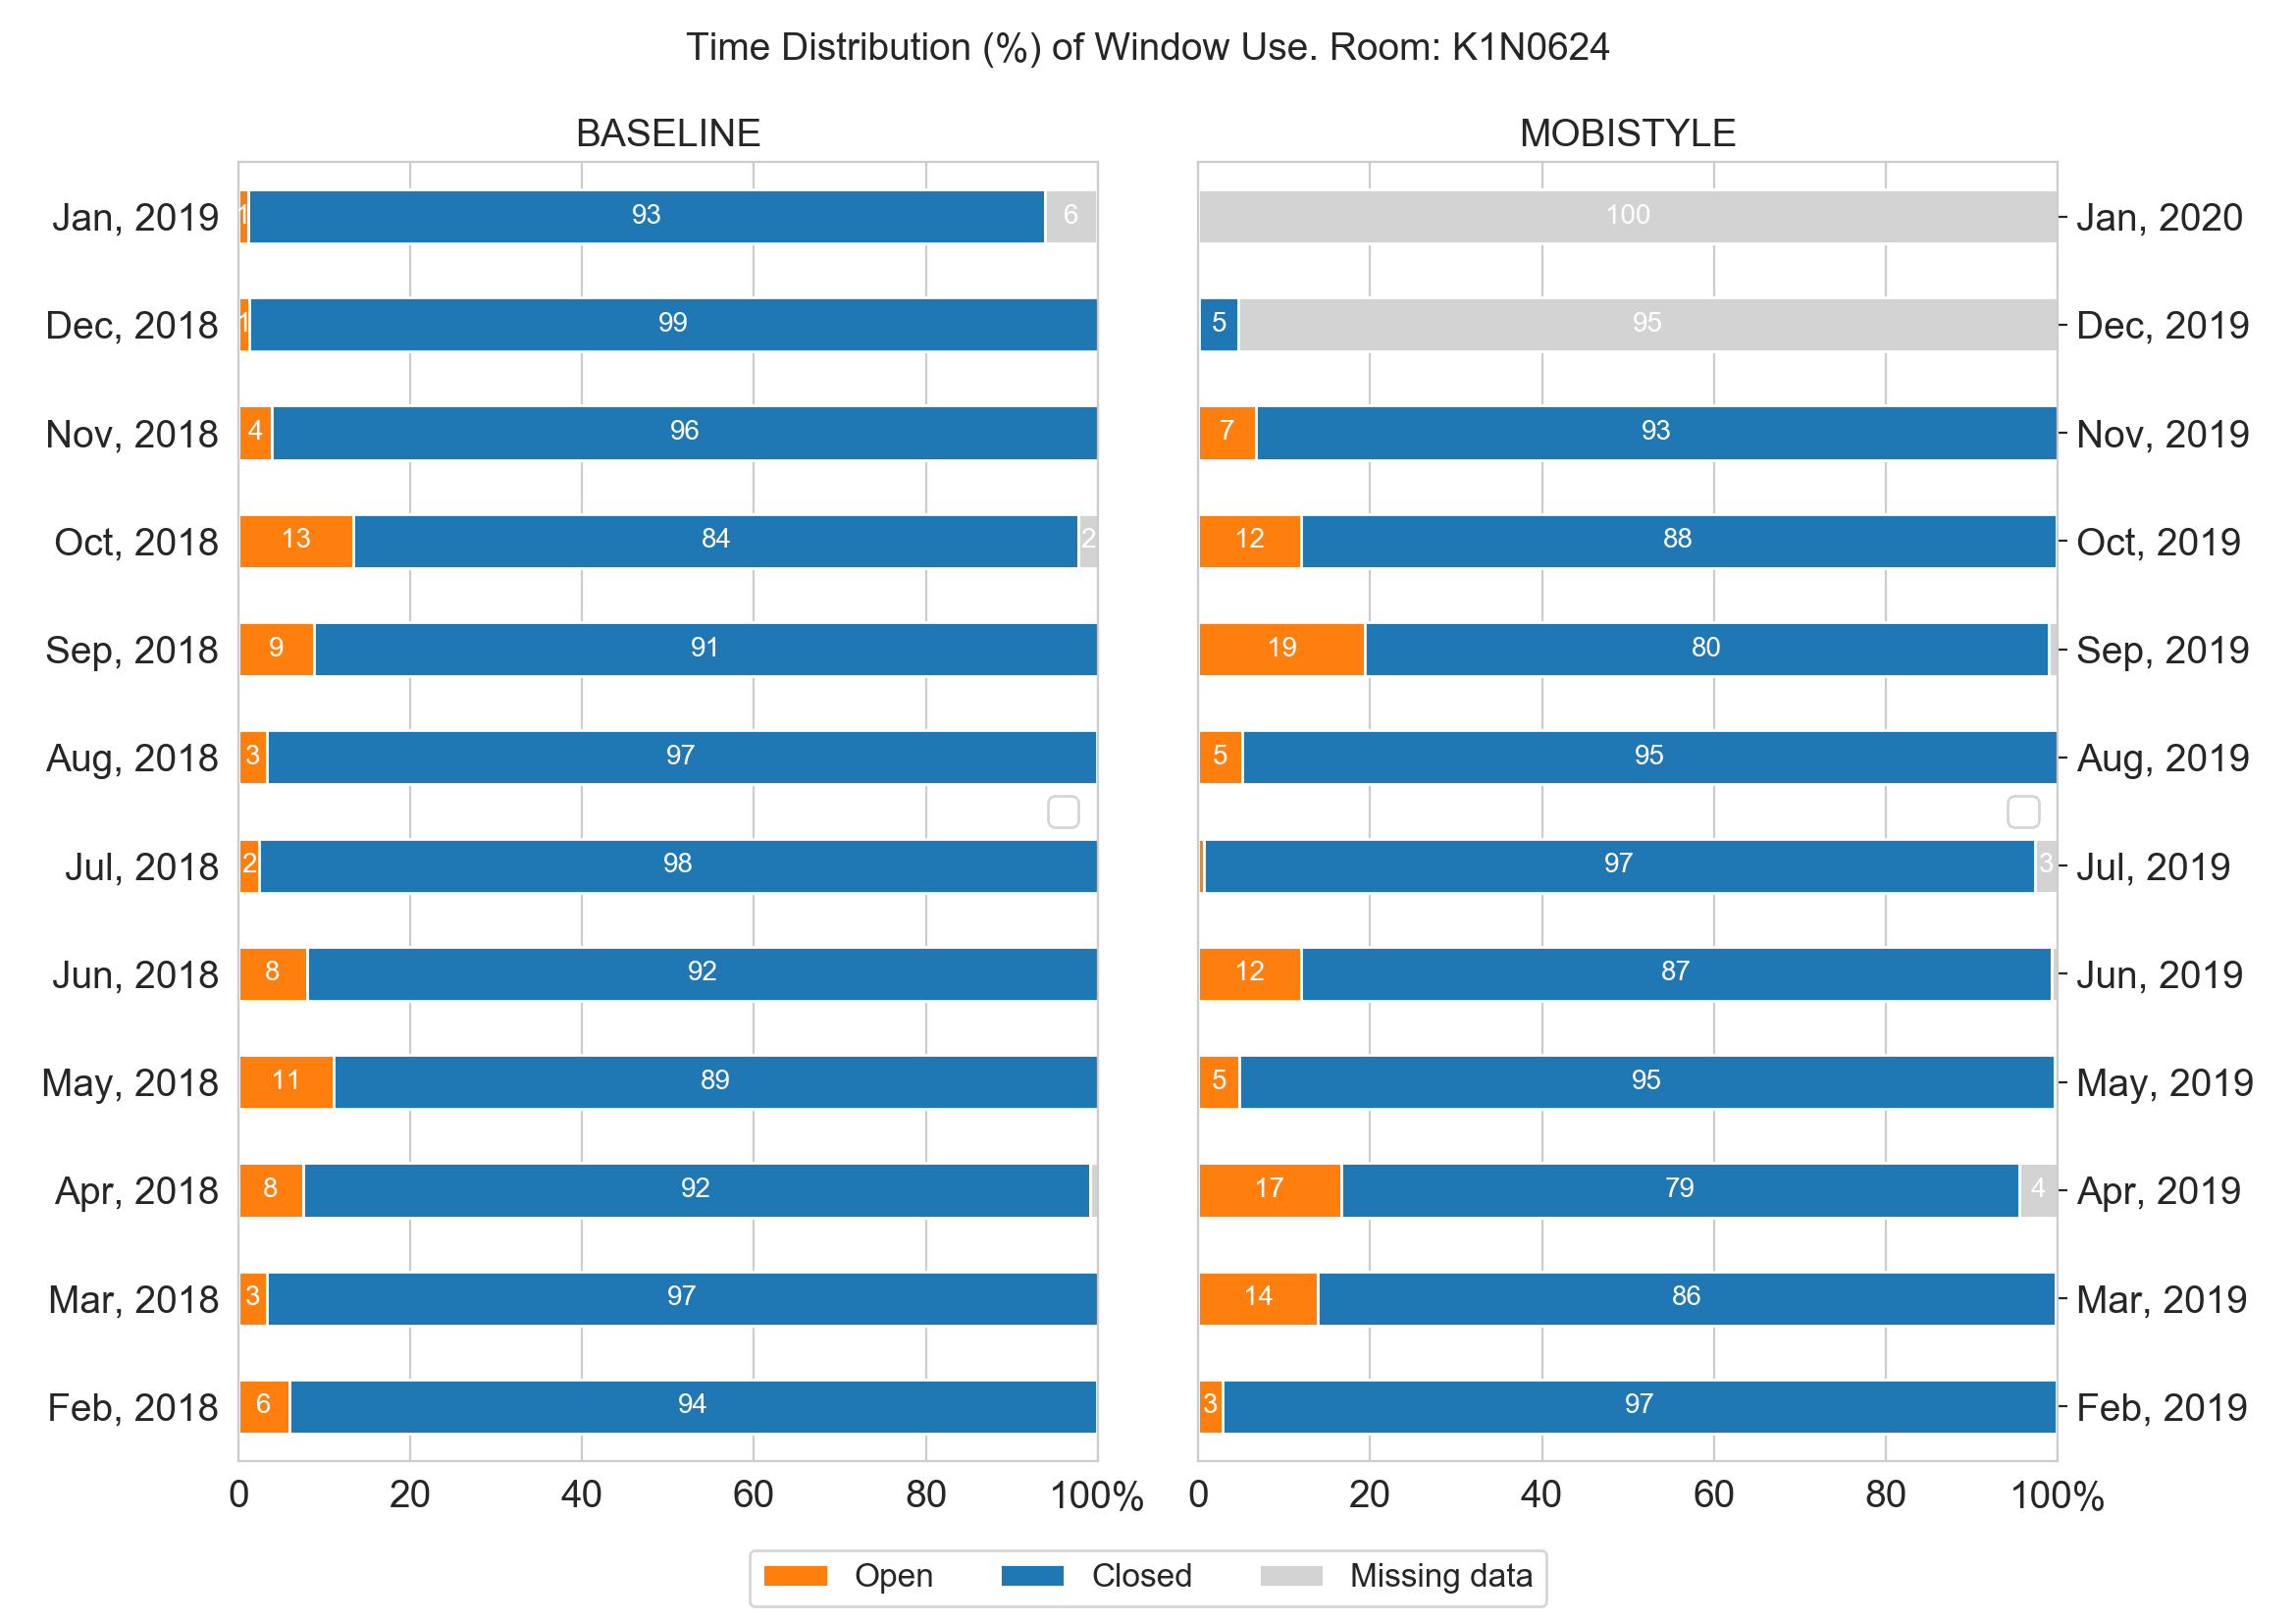 Time Distribution (%) of Window Use. Room: K1N0624
BASELINE MOBISTYLE
Jan, 2019 1 93 6 100 Jan, 2020
Dec, 2018 1 99 5 95 Dec, 2019
Nov, 2018 4 96 7 93 Nov, 2019
Oct, 2018 13 84 2 12 88 Oct, 2019
Sep, 2018 9 91 19 80 Sep, 2019
Aug, 2018 3 97 5 95 Aug, 2019
Jul, 2018 2 98 97 3 Jul, 2019
Jun, 2018 8 92 12 87 Jun, 2019
May, 2018 11 89 5 95 May, 2019
Apr, 2018 8 92 17 79 4 Apr, 2019
Mar, 2018 3 97 14 86 Mar, 2019
Feb, 2018 6 94 3 97 Feb, 2019
0 20 40 60 80 100% 0 20 40 60 80 100%
Open Closed Missing data